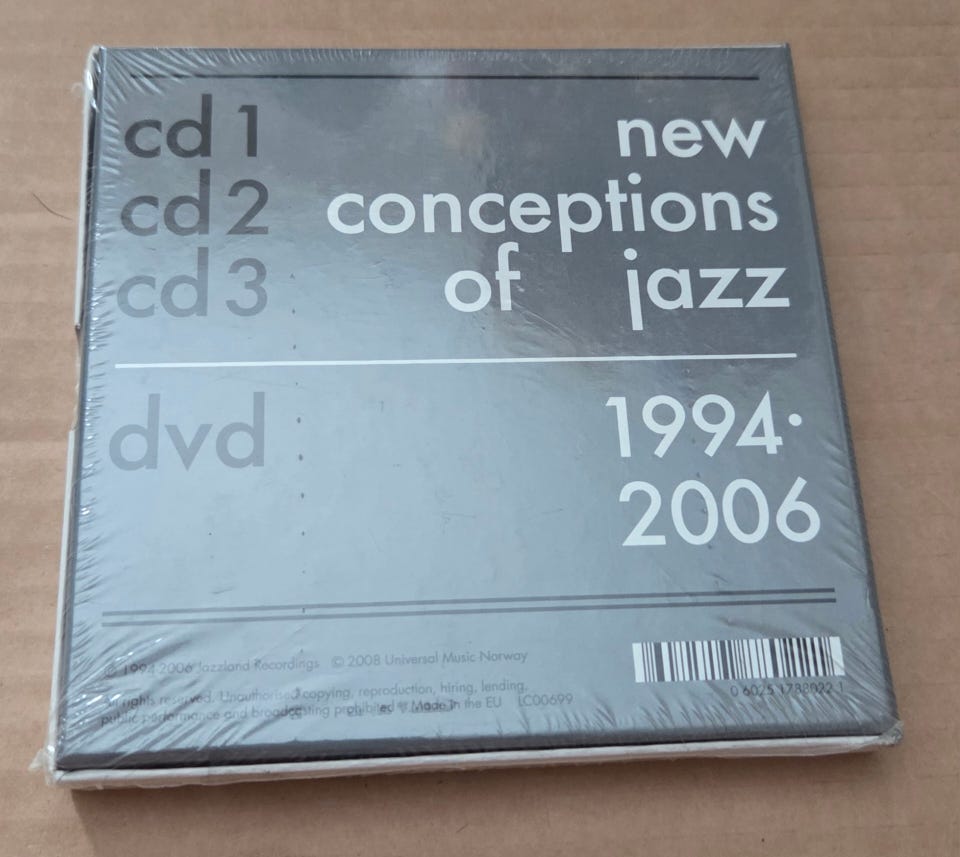 cd 1
cd 2
cd 3
new
conceptions
of jazz
dvd
1994·
2006
℗ 1994-2006 Jazzland Recordings © 2008 Universal Music Norway
All rights reserved. Unauthorised copying, reproduction, hiring, lending,
public performance and broadcasting prohibited Made in the EU LC00699
0 6025 1788022 1